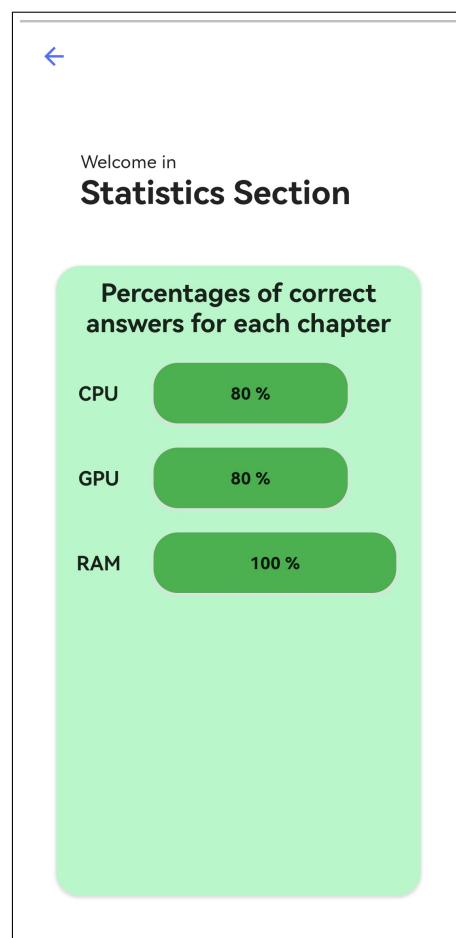 Welcome in
Statistics Section
Percentages of correct
answers for each chapter
CPU 80 %
GPU 80 %
RAM 100 %